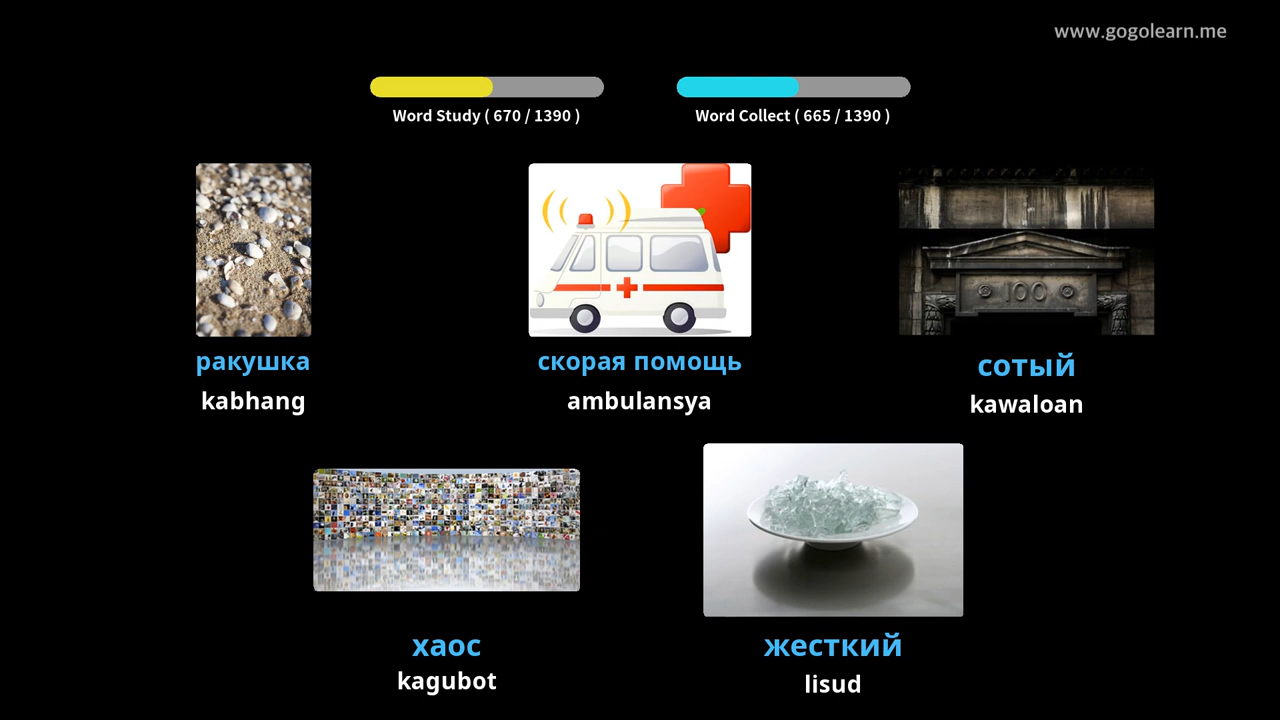 www.gogolearn.me
Word Study ( 670 / 1390 )
Word Collect ( 665 / 1390 )
100
ракушка
скорая помощь
сотый
kabhang
ambulansya
kawaloan
хаос
жесткий
kagubot
lisud